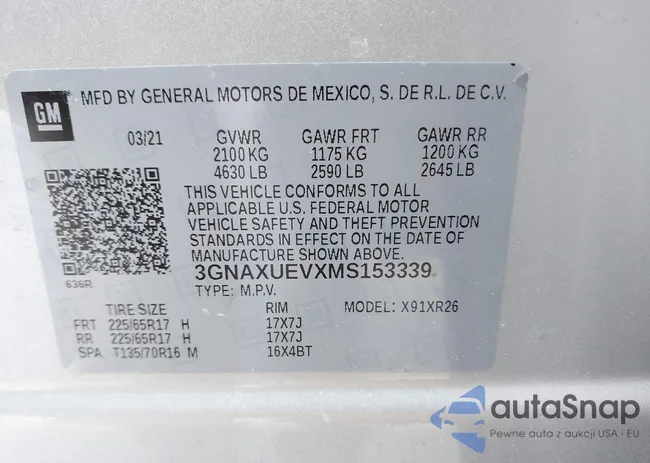 GM
MFD BY GENERAL MOTORS DE MEXICO, S. DE R.L. DE C.V.
03/21 GVWR GAWR FRT GAWR RR
2100 KG 1175 KG 1200 KG
4630 LB 2590 LB 2645 LB
THIS VEHICLE CONFORMS TO ALL
APPLICABLE U.S. FEDERAL MOTOR
VEHICLE SAFETY AND THEFT PREVENTION
STANDARDS IN EFFECT ON THE DATE OF
MANUFACTURE SHOWN ABOVE.
3GNAXUEVXMS153339
636R
TYPE: M.P.V.
TIRE SIZE RIM MODEL: X91XR26
FRT 225/65R17 H 17X7J
RR 225/65R17 H 17X7J
SPA T135/70R16 M 16X4BT
autoSnap
Pewne auta z aukcji USA i EU